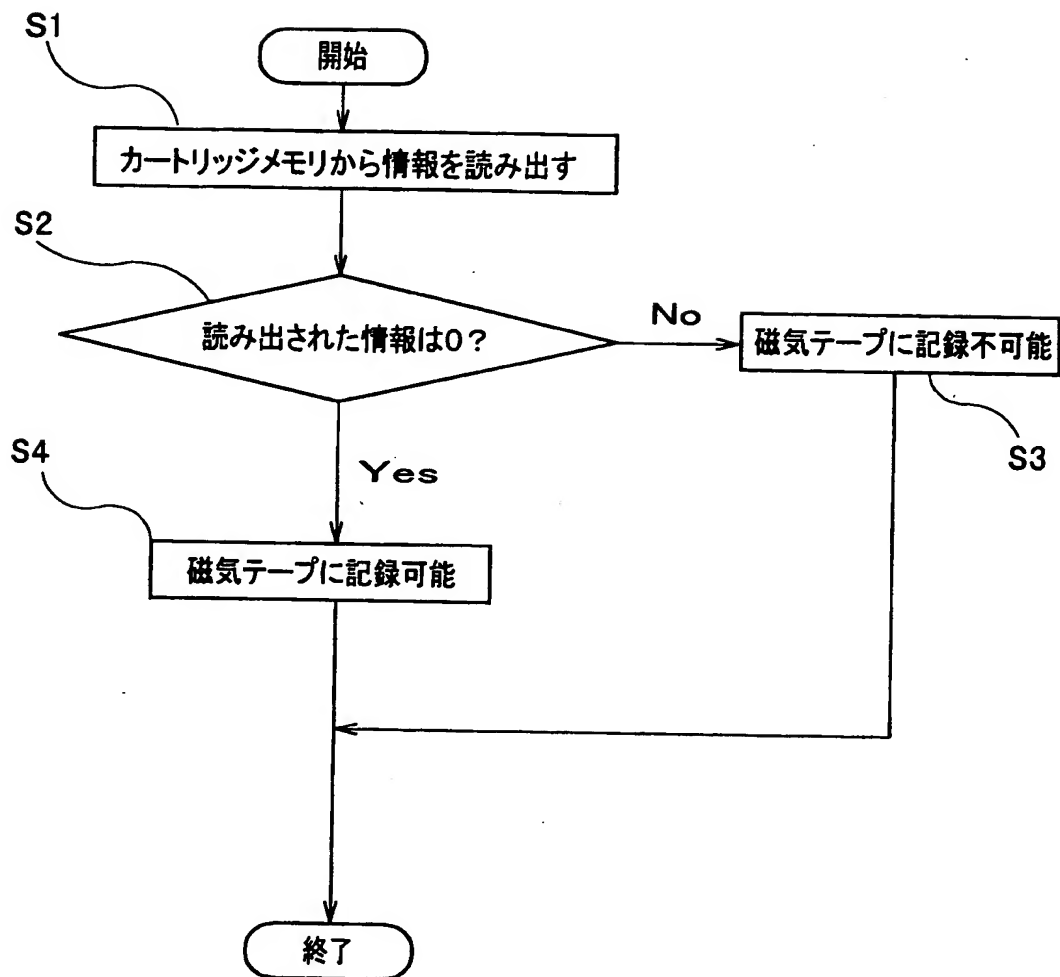 S1
開始
カートリッジメモリから情報を読み出す
S2
読み出された情報は0?
No
磁気テープに記録不可能
S3
Yes
S4
磁気テープに記録可能
終了